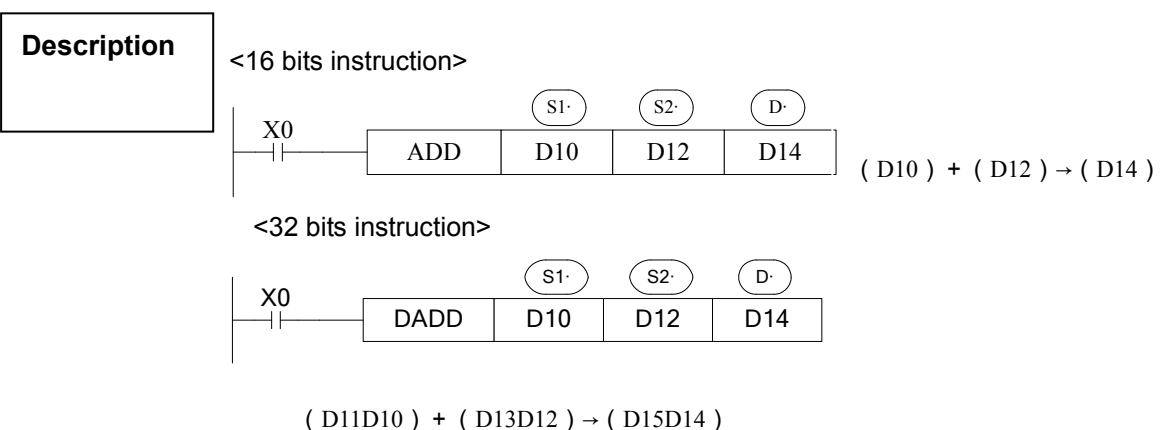 Description
<16 bits instruction>
S1· S2· D·
X0
ADD D10 D12 D14
( D10 ) + ( D12 ) → ( D14 )
<32 bits instruction>
S1· S2· D·
X0
DADD D10 D12 D14
( D11D10 ) + ( D13D12 ) → ( D15D14 )